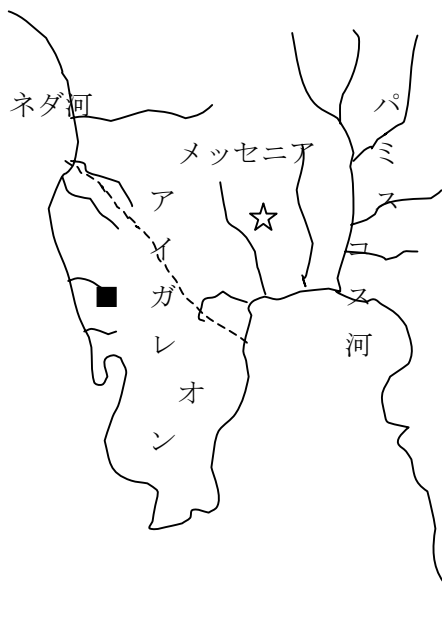 ネダ河
メッセニア
アイガレオン
パミスコス河